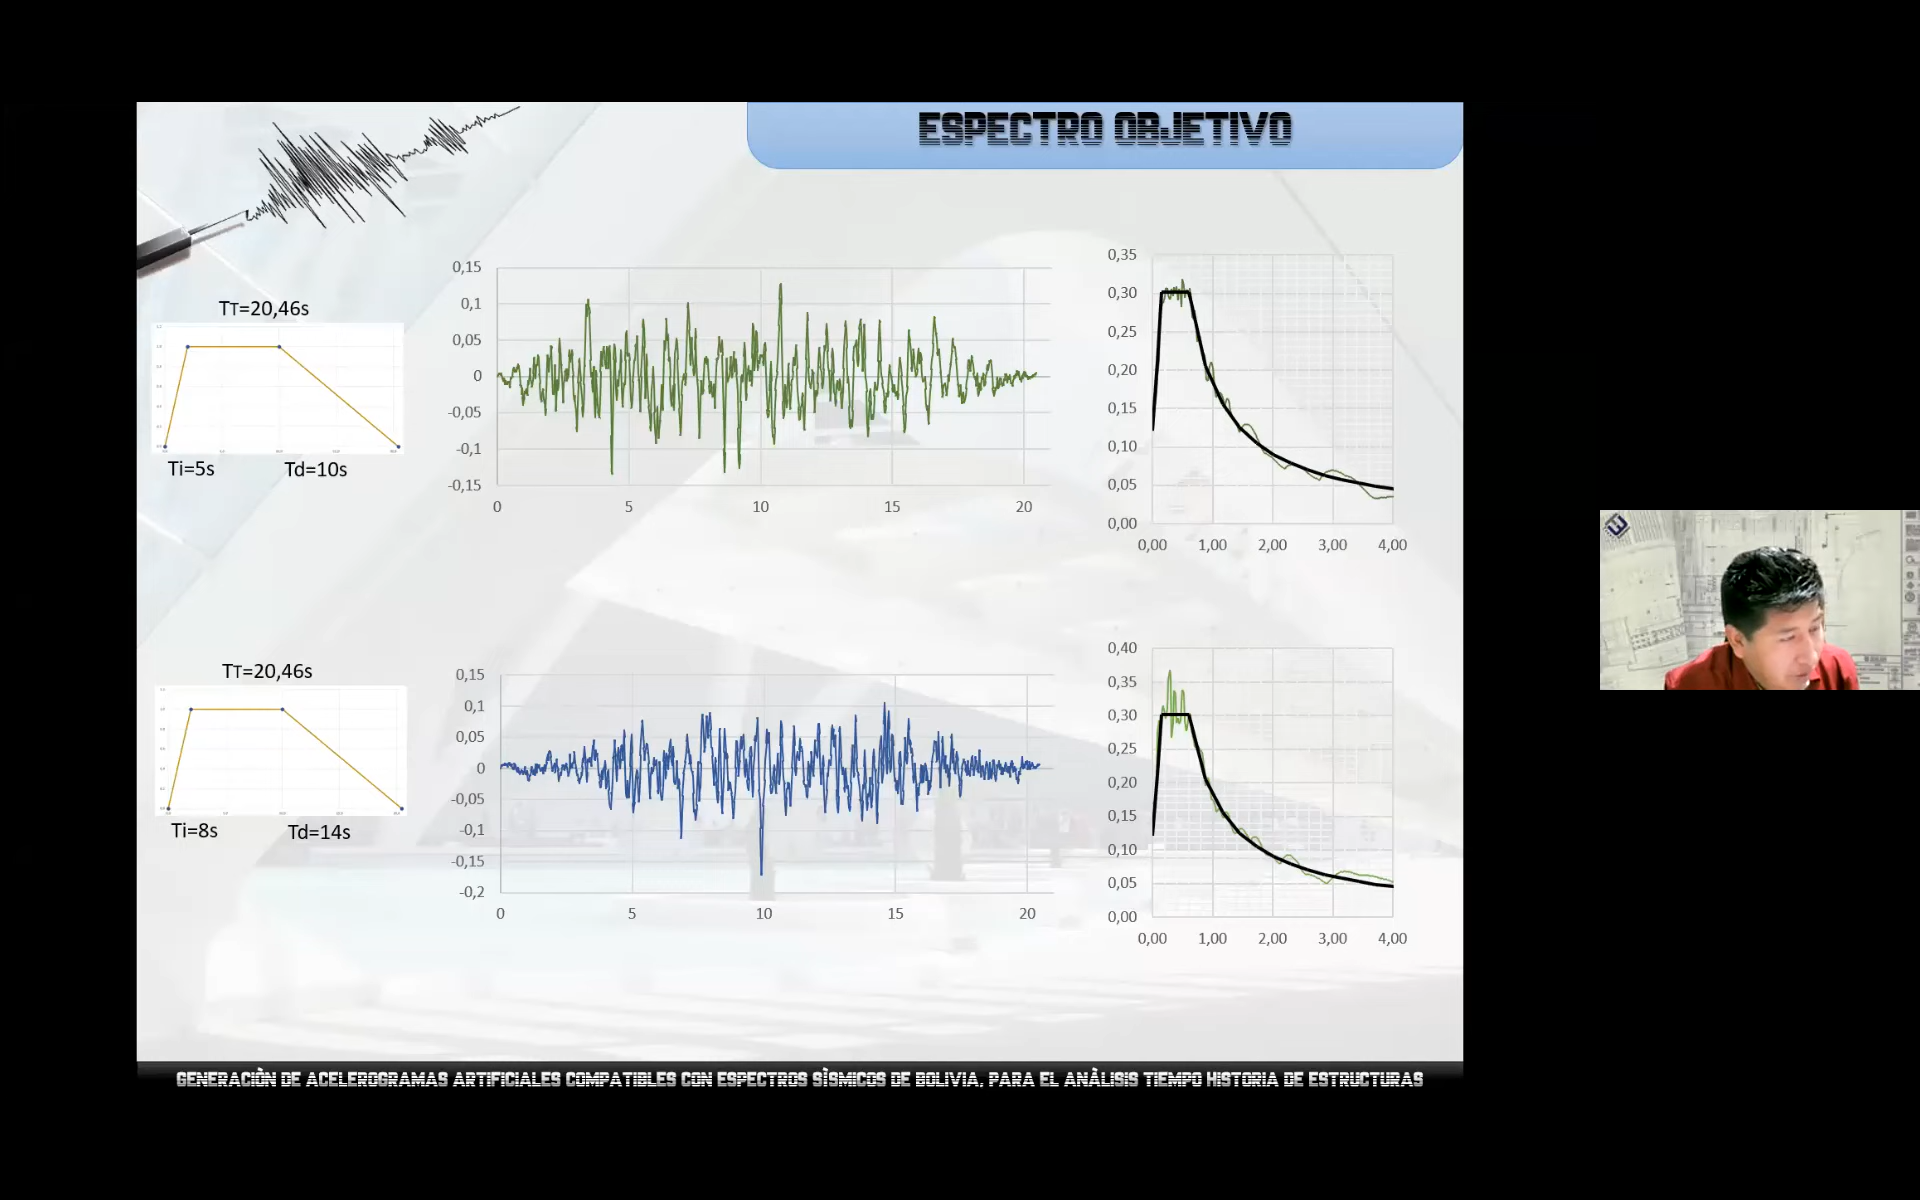 ESPECTRO OBJETIVO
TT=20,46s
Ti=5s
Td=10s
0,15
0,1
0,05
0
-0,05
-0,1
-0,15
0 5 10 15 20
0,35
0,30
0,25
0,20
0,15
0,10
0,05
0,00
0,00 1,00 2,00 3,00 4,00
TT=20,46s
Ti=8s
Td=14s
0,15
0,1
0,05
0
-0,05
-0,1
-0,15
-0,2
0 5 10 15 20
0,40
0,35
0,30
0,25
0,20
0,15
0,10
0,05
0,00
0,00 1,00 2,00 3,00 4,00
GENERACIÒN DE ACELEROGRAMAS ARTIFICIALES COMPATIBLES CON ESPECTROS SÌSMICOS DE BOLIVIA, PARA EL ANÀLISIS TIEMPO HISTORIA DE ESTRUCTURAS